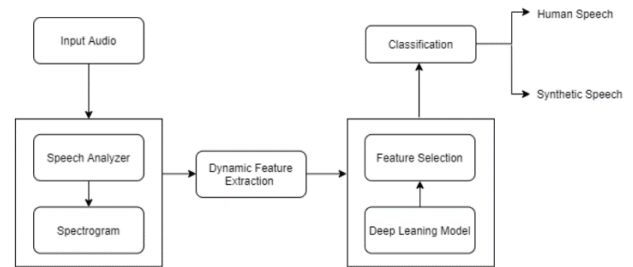 Input Audio
Speech Analyzer
Spectrogram
Dynamic Feature
Extraction
Classification
Feature Selection
Deep Leaning Model
Human Speech
Synthetic Speech